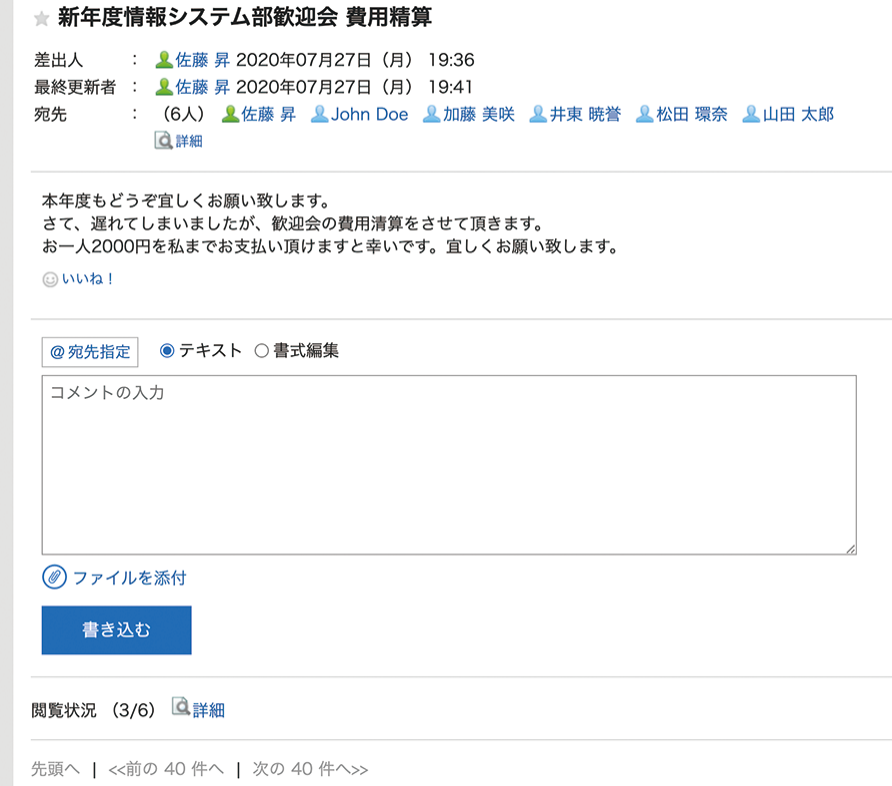 新年度情報システム部歓迎会 費用精算
差出人 : 佐藤 昇 2020年07月27日（月） 19:36
最終更新者 : 佐藤 昇 2020年07月27日（月） 19:41
宛先 : （6人） 佐藤 昇 John Doe 加藤 美咲 井東 暁誉 松田 環奈 山田 太郎
詳細
本年度もどうぞ宜しくお願い致します。
さて、遅れてしまいましたが、歓迎会の費用清算をさせて頂きます。
お一人2000円を私までお支払い頂けますと幸いです。宜しくお願い致します。
いいね！
@宛先指定 テキスト 書式編集
コメントの入力
ファイルを添付
書き込む
閲覧状況 （3/6） 詳細
先頭へ | <<前の 40 件へ | 次の 40 件へ>>